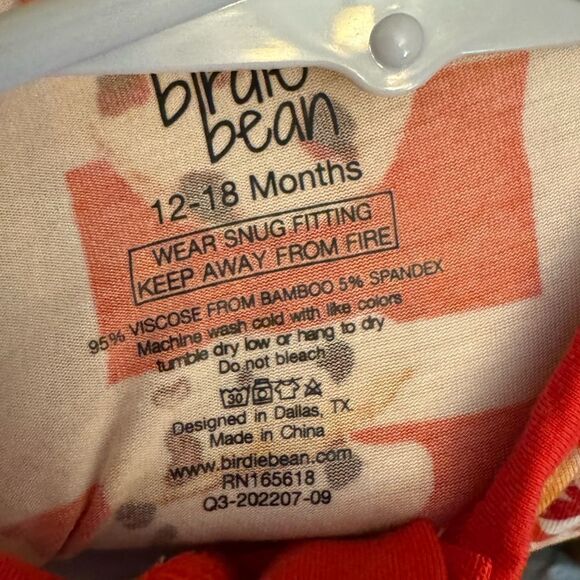 birdie
bean
12-18 Months
WEAR SNUG FITTING
KEEP AWAY FROM FIRE
95% VISCOSE FROM BAMBOO 5% SPANDEX
Machine wash cold with like colors
tumble dry low or hang to dry
Do not bleach
30
Designed in Dallas, TX
Made in China
www.birdiebean.com
RN165618
Q3-202207-09